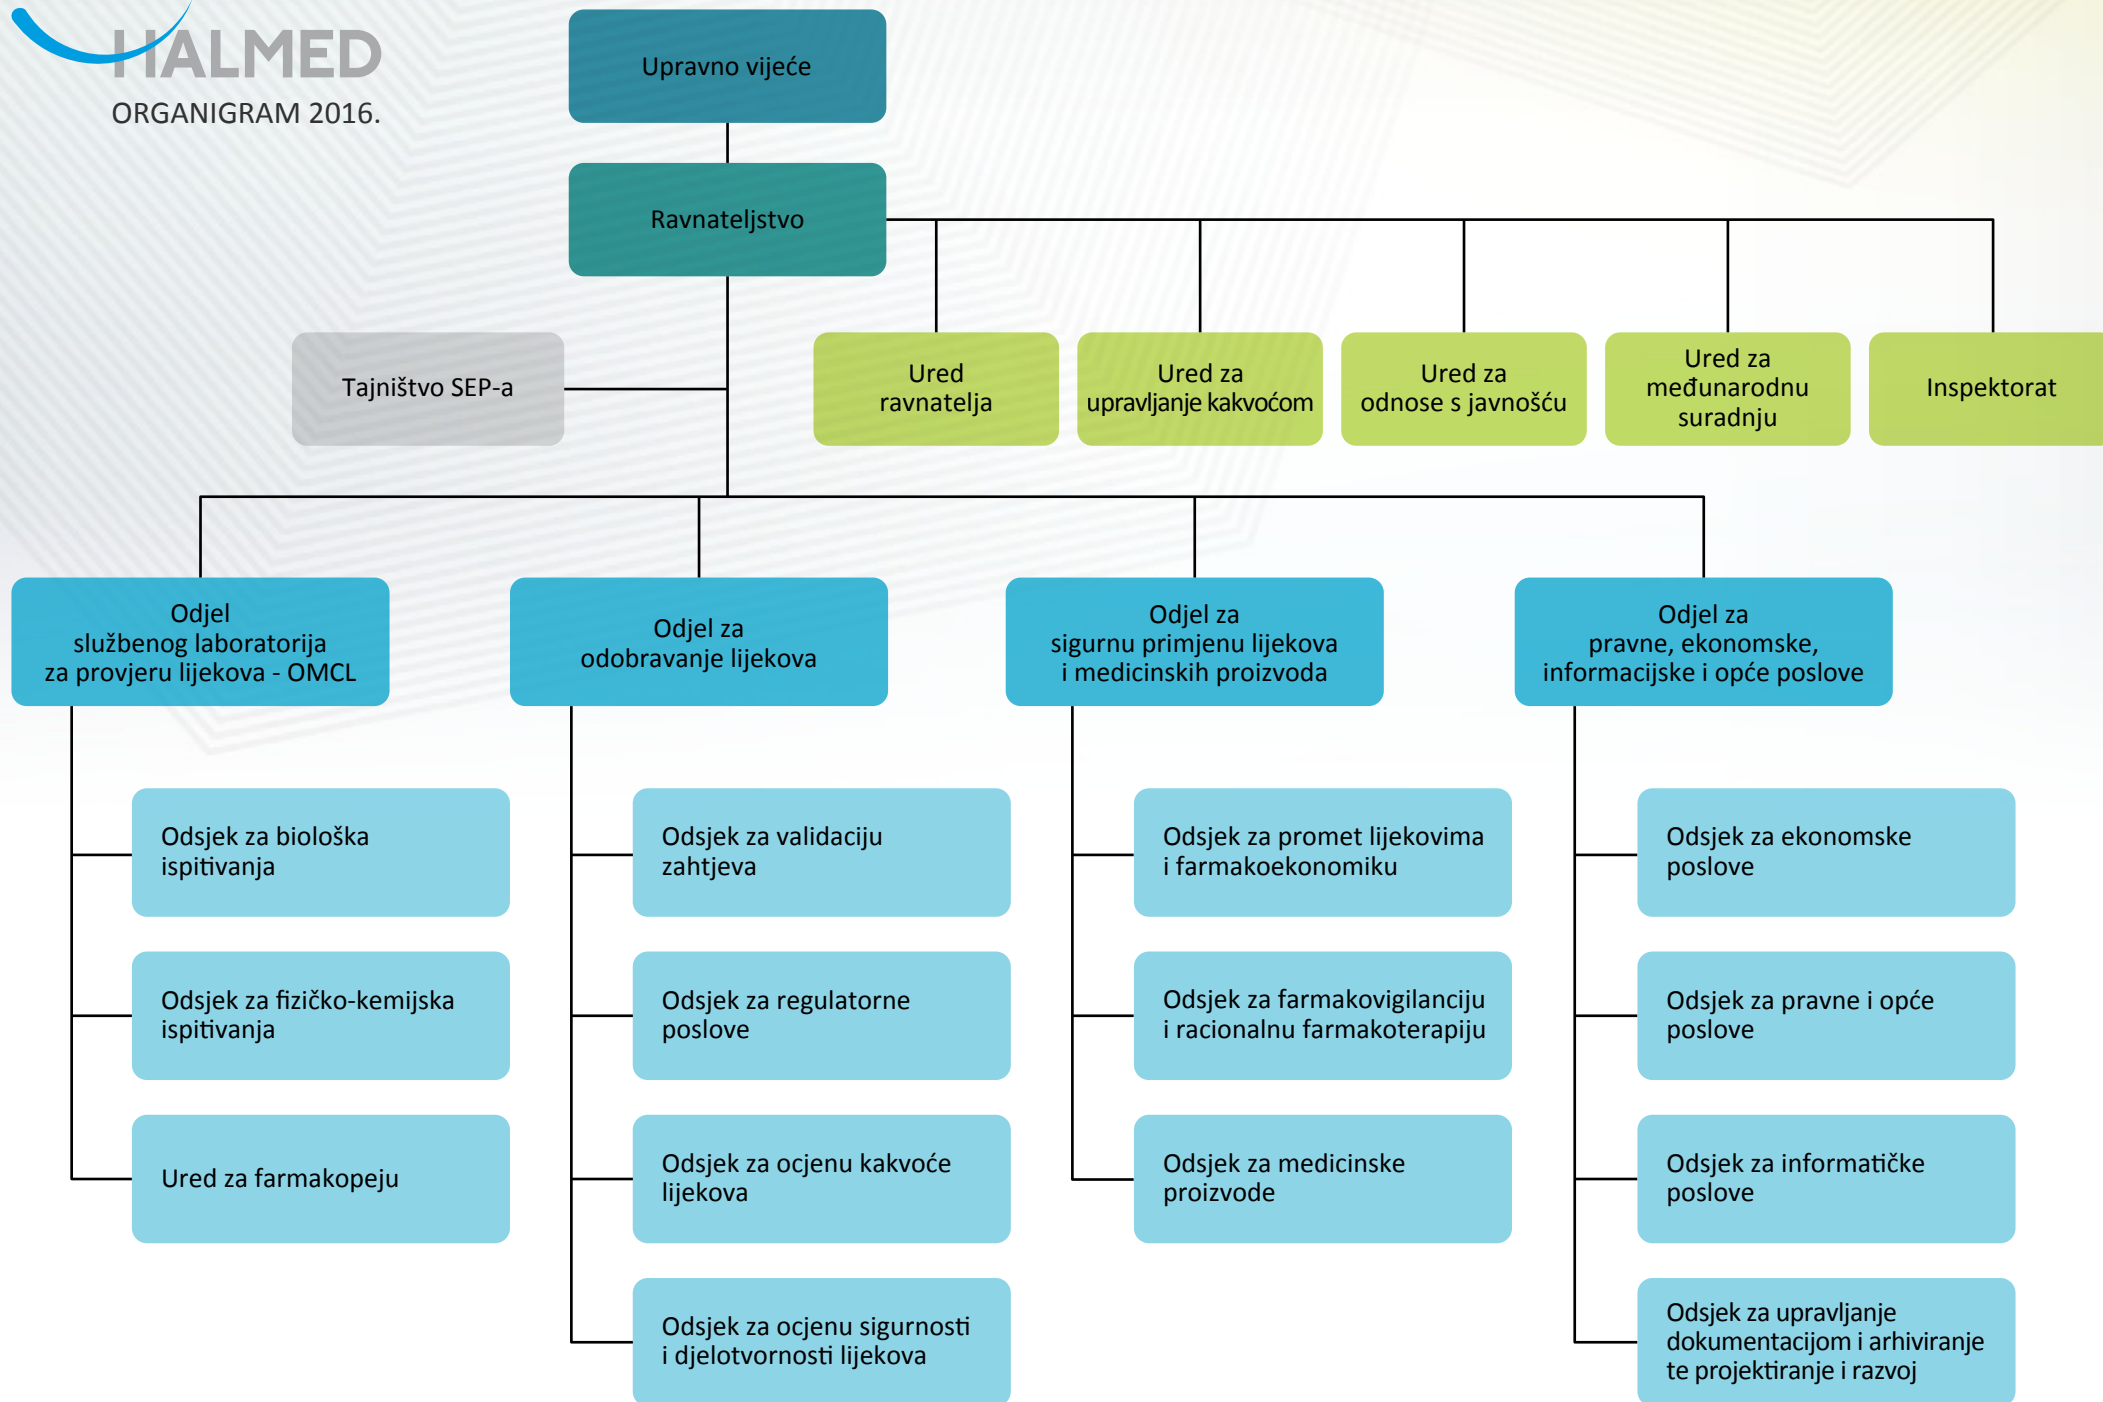 HALMED
ORGANIGRAM 2016.
Upravno vijeće
Ravnateljstvo
Tajništvo SEP-a
Ured
ravnatelja
Ured za
upravljanje kakvoćom
Ured za
odnose s javnošću
Ured za
međunarodnu
suradnju
Inspektorat
Odjel
službenog laboratorija
za provjeru lijekova - OMCL
Odjel za
odobravanje lijekova
Odjel za
sigurnu primjenu lijekova
i medicinskih proizvoda
Odjel za
pravne, ekonomske,
informacijske i opće poslove
Odsjek za biološka
ispitivanja
Odsjek za fizičko-kemijska
ispitivanja
Ured za farmakopeju
Odsjek za validaciju
zahtjeva
Odsjek za regulatorne
poslove
Odsjek za ocjenu kakvoće
lijekova
Odsjek za ocjenu sigurnosti
i djelotvornosti lijekova
Odsjek za promet lijekovima
i farmakoekonomiku
Odsjek za farmakovigilanciju
i racionalnu farmakoterapiju
Odsjek za medicinske
proizvode
Odsjek za ekonomske
poslove
Odsjek za pravne i opće
poslove
Odsjek za informatičke
poslove
Odsjek za upravljanje
dokumentacijom i arhiviranje
te projektiranje i razvoj